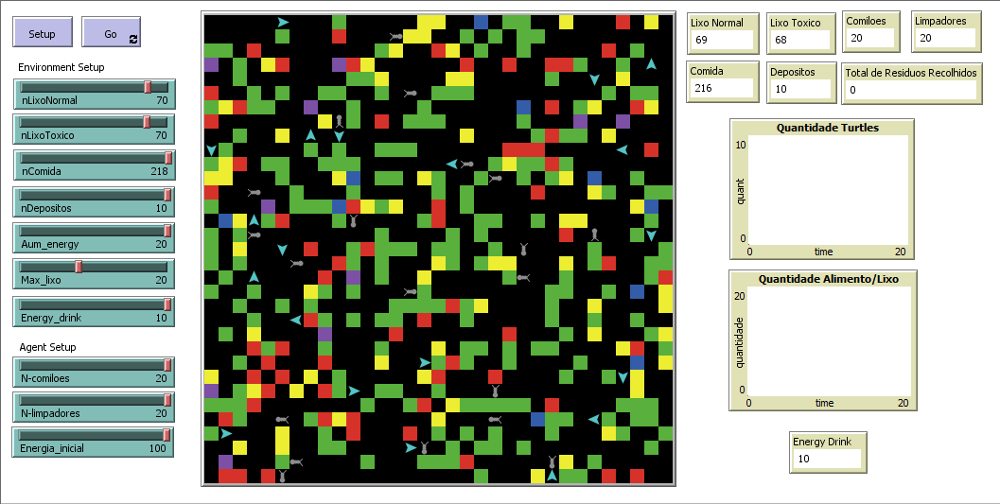 Setup
Go
Environment Setup
nLixoNormal 70
nLixoToxico 70
nComida 218
nDepositos 10
Aum_energy 20
Max_lixo 20
Energy_drink 10
Agent Setup
N-comiloes 20
N-limpadores 20
Energia_inicial 100
Lixo Normal
69
Lixo Toxico
68
Comiloes
20
Limpadores
20
Comida
216
Depositos
10
Total de Residuos Recolhidos
0
Quantidade Turtles
10
quant
0
0 time 20
Quantidade Alimento/Lixo
20
quantidade
0
0 time 20
Energy Drink
10